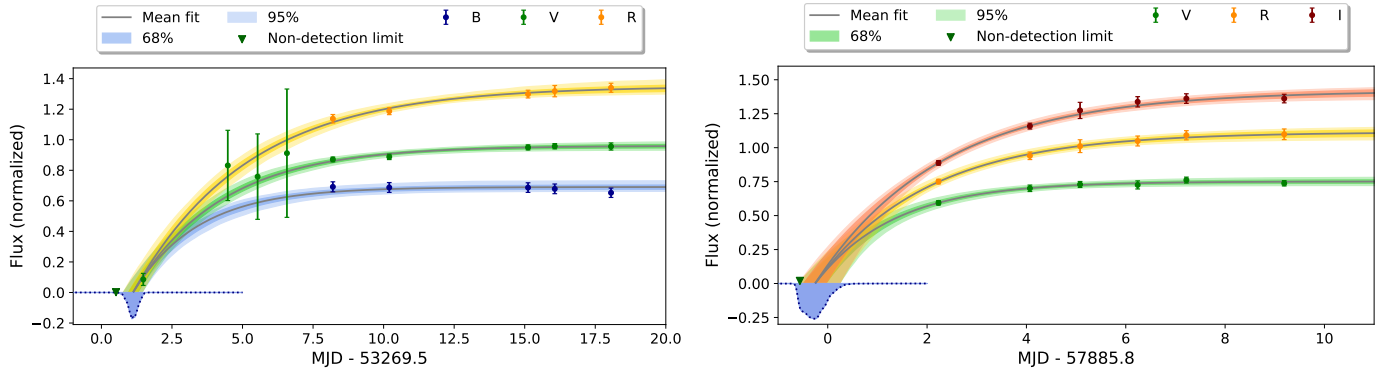 Mean fit 95% B V R
68% Non-detection limit
Flux (normalized)
1.4
1.2
1.0
0.8
0.6
0.4
0.2
0.0
−0.2
0.0 2.5 5.0 7.5 10.0 12.5 15.0 17.5 20.0
MJD - 53269.5
Mean fit 95% V R I
68% Non-detection limit
Flux (normalized)
1.50
1.25
1.00
0.75
0.50
0.25
0.00
−0.25
0 2 4 6 8 10
MJD - 57885.8